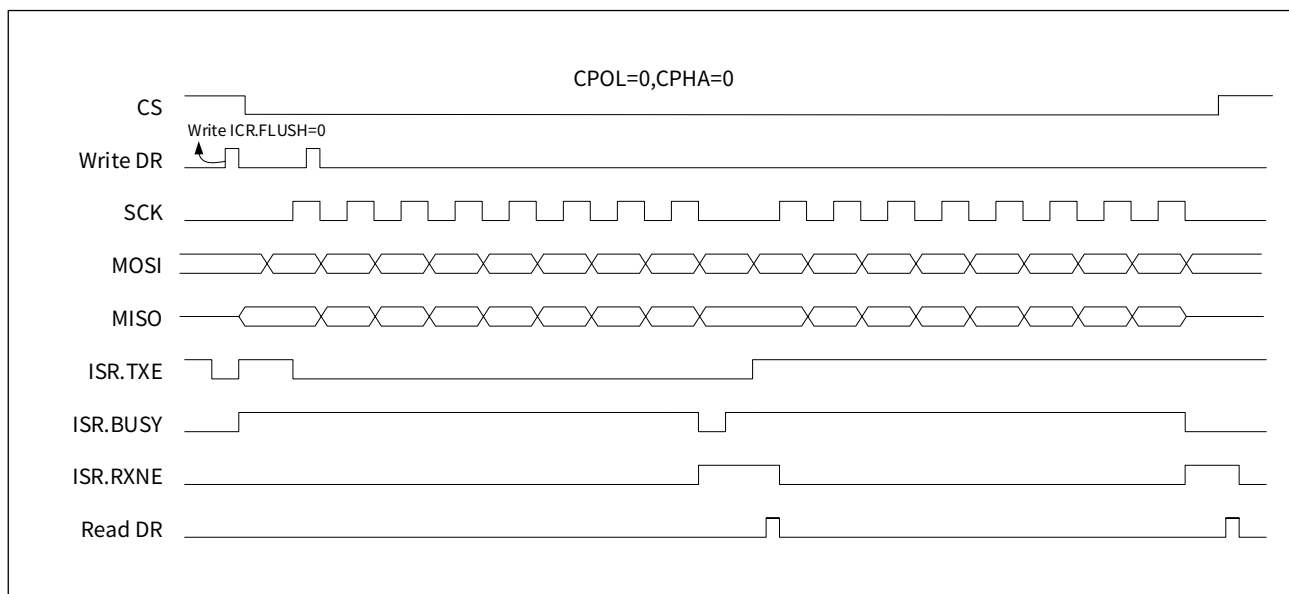 CPOL=0,CPHA=0
CS
Write ICR.FLUSH=0
Write DR
SCK
MOSI
MISO
ISR.TXE
ISR.BUSY
ISR.RXNE
Read DR